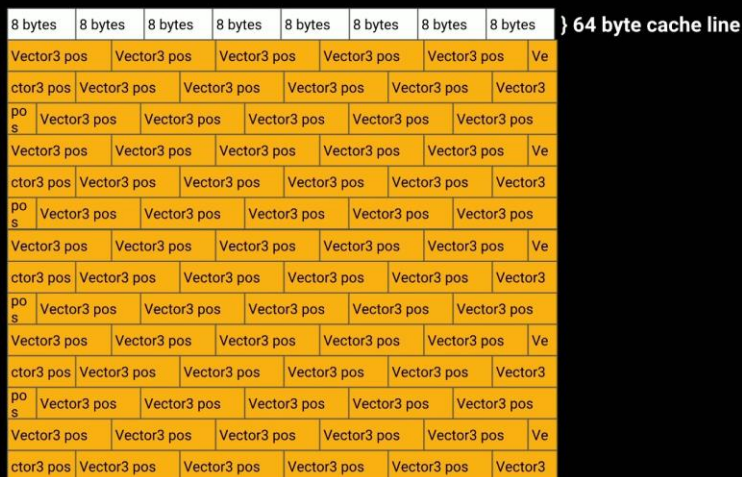 8 bytes 8 bytes 8 bytes 8 bytes 8 bytes 8 bytes 8 bytes 8 bytes } 64 byte cache line
Vector3 pos Vector3 pos Vector3 pos Vector3 pos Vector3 pos Ve
ctor3 pos Vector3 pos Vector3 pos Vector3 pos Vector3 pos Vector3
po
s Vector3 pos Vector3 pos Vector3 pos Vector3 pos Vector3 pos
Vector3 pos Vector3 pos Vector3 pos Vector3 pos Vector3 pos Ve
ctor3 pos Vector3 pos Vector3 pos Vector3 pos Vector3 pos Vector3
po
s Vector3 pos Vector3 pos Vector3 pos Vector3 pos Vector3 pos
Vector3 pos Vector3 pos Vector3 pos Vector3 pos Vector3 pos Ve
ctor3 pos Vector3 pos Vector3 pos Vector3 pos Vector3 pos Vector3
po
s Vector3 pos Vector3 pos Vector3 pos Vector3 pos Vector3 pos
Vector3 pos Vector3 pos Vector3 pos Vector3 pos Vector3 pos Ve
ctor3 pos Vector3 pos Vector3 pos Vector3 pos Vector3 pos Vector3
po
s Vector3 pos Vector3 pos Vector3 pos Vector3 pos Vector3 pos
Vector3 pos Vector3 pos Vector3 pos Vector3 pos Vector3 pos Ve
ctor3 pos Vector3 pos Vector3 pos Vector3 pos Vector3 pos Vector3